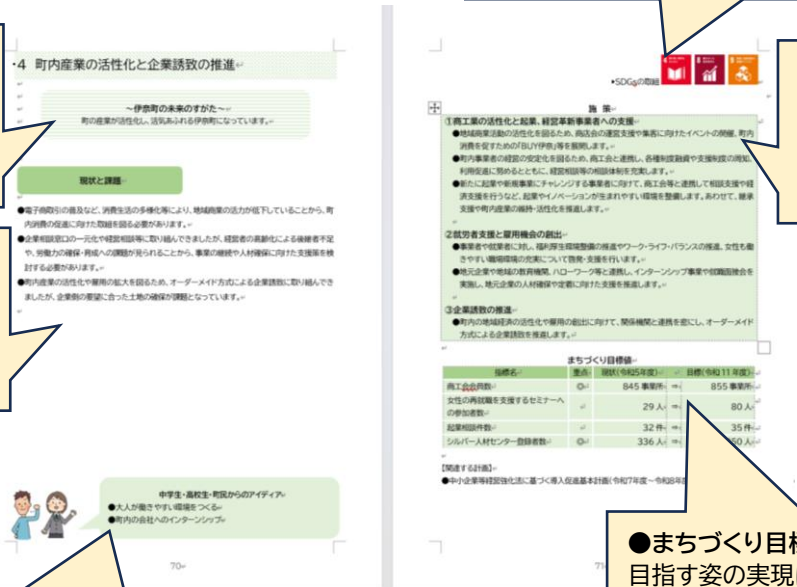 ・4 町内産業の活性化と企業誘致の推進
～伊奈町の未来のすがた～
町の産業が活性化し、活気あふれる伊奈町になっています。
現状と課題
●電子商取引の普及など、消費生活の多様化等により、地域商業の活力が低下していることから、町
内消費の促進に向けた取組を図る必要があります。
●企業相談窓口の一元化や経営相談等に取り組んできましたが、経営者の高齢化による後継者不足
や、労働力の確保・育成への課題が見られることから、事業の継続や人材確保に向けた支援策を検
討する必要があります。
●町内産業の活性化や雇用の拡大を図るため、オーダーメイド方式による企業誘致に取り組んでき
ましたが、企業側の要望に合った土地の確保が課題となっています。
中学生・高校生・町民からのアイディア
●大人が働きやすい環境をつくる
●町内の会社へのインターンシップ
70
▸SDGsの取組
施 策
①商工業の活性化と起業、経営革新事業者への支援
●地域商業活動の活性化を図るため、商店会の運営支援や集客に向けたイベントの開催、町内
消費を促すための「BUY伊奈」等を展開します。
●町内事業者の経営の安定化を図るため、商工会と連携し、各種制度融資や支援制度の周知、
利用促進に努めるとともに、経営相談等の相談体制を充実します。
●新たに起業や新規事業にチャレンジする事業者に向けて、商工会等と連携して相談支援や経
済支援を行うなど、起業やイノベーションが生まれやすい環境を整備します。あわせて、継承
支援や町内産業の維持・活性化を推進します。
②就労者支援と雇用機会の創出
●事業者や就業者に対し、福利厚生環境整備の推進やワーク・ライフ・バランスの推進、女性も働
きやすい職場環境の充実について啓発・支援を行います。
●地元企業や地域の教育機関、ハローワーク等と連携し、インターンシップ事業や就職面接会を
実施し、地元企業の人材確保や定着に向けた支援を推進します。
③企業誘致の推進
●町内の地域経済の活性化や雇用の創出に向けて、関係機関と連携を密にし、オーダーメイド
方式による企業誘致を推進します。
まちづくり目標値
指標名 重点 現状(令和5年度) 目標(令和11年度)
商工会会員数 ◎ 845事業所 ⇒ 855事業所
女性の再就職を支援するセミナーへ
の参加者数 29人 ⇒ 80人
起業相談件数 32件 ⇒ 35件
シルバー人材センター登録者数 ◎ 336人 ⇒ 50人
【関連する計画】
●中小企業等経営強化法に基づく導入促進基本計画(令和7年度～令和8年度
71
●まちづくり目標
目指す姿の実現に